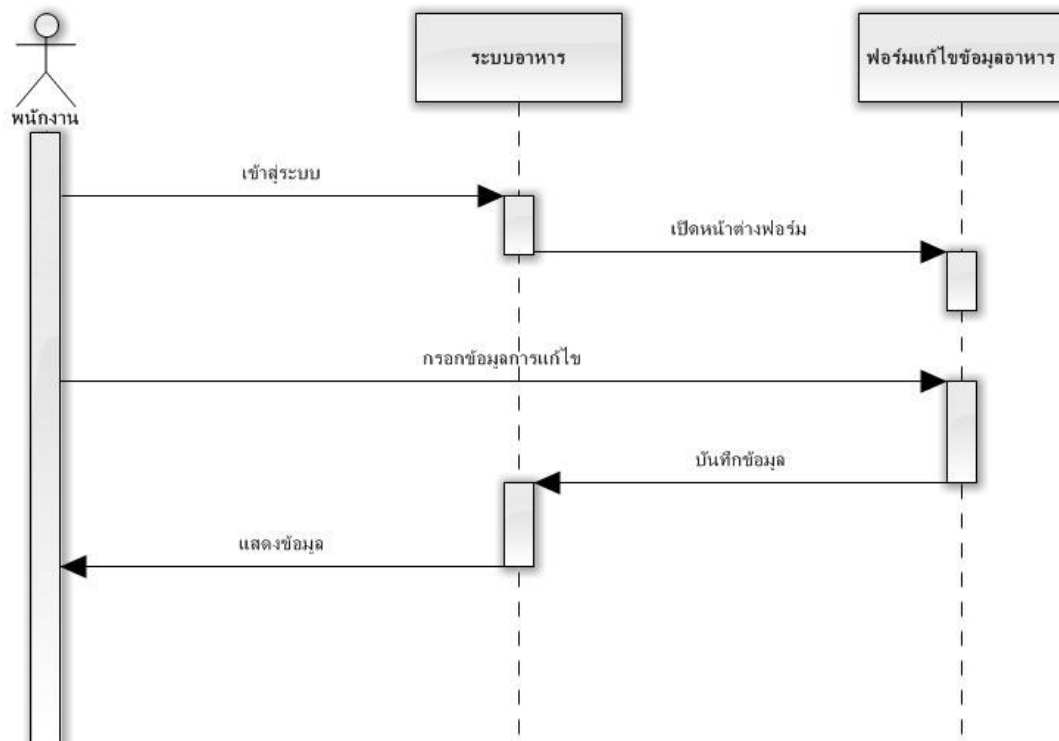 ระบบอาหาร
ฟอร์มแก้ไขข้อมูลอาหาร
พนักงาน
เข้าสู่ระบบ
เปิดหน้าต่างฟอร์ม
กรอกข้อมูลการแก้ไข
บันทึกข้อมูล
แสดงข้อมูล